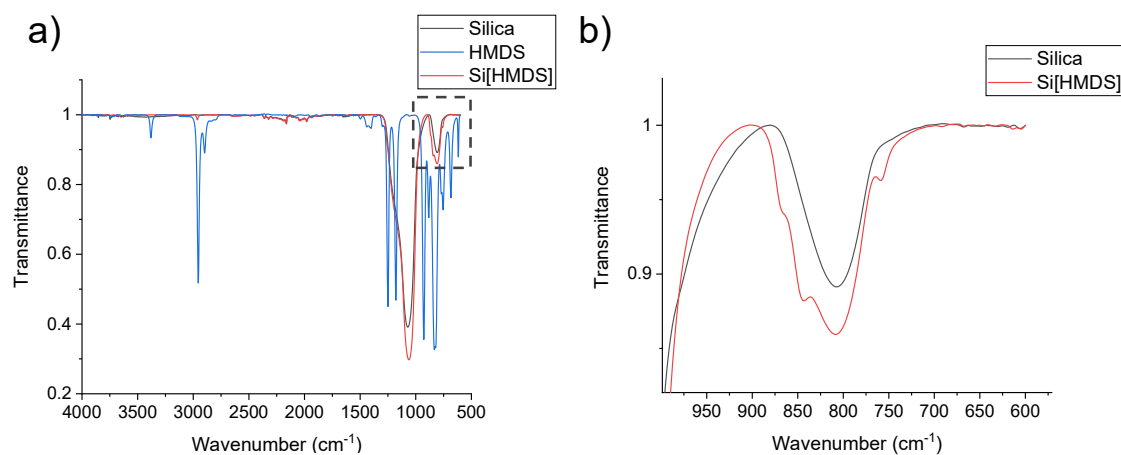 a)
Silica
HMDS
Si[HMDS]
1
0.8
0.6
0.4
0.2
Transmittance
4000 3500 3000 2500 2000 1500 1000 500
Wavenumber (cm⁻¹)
b)
Silica
Si[HMDS]
1
0.9
Transmittance
950 900 850 800 750 700 650 600
Wavenumber (cm⁻¹)